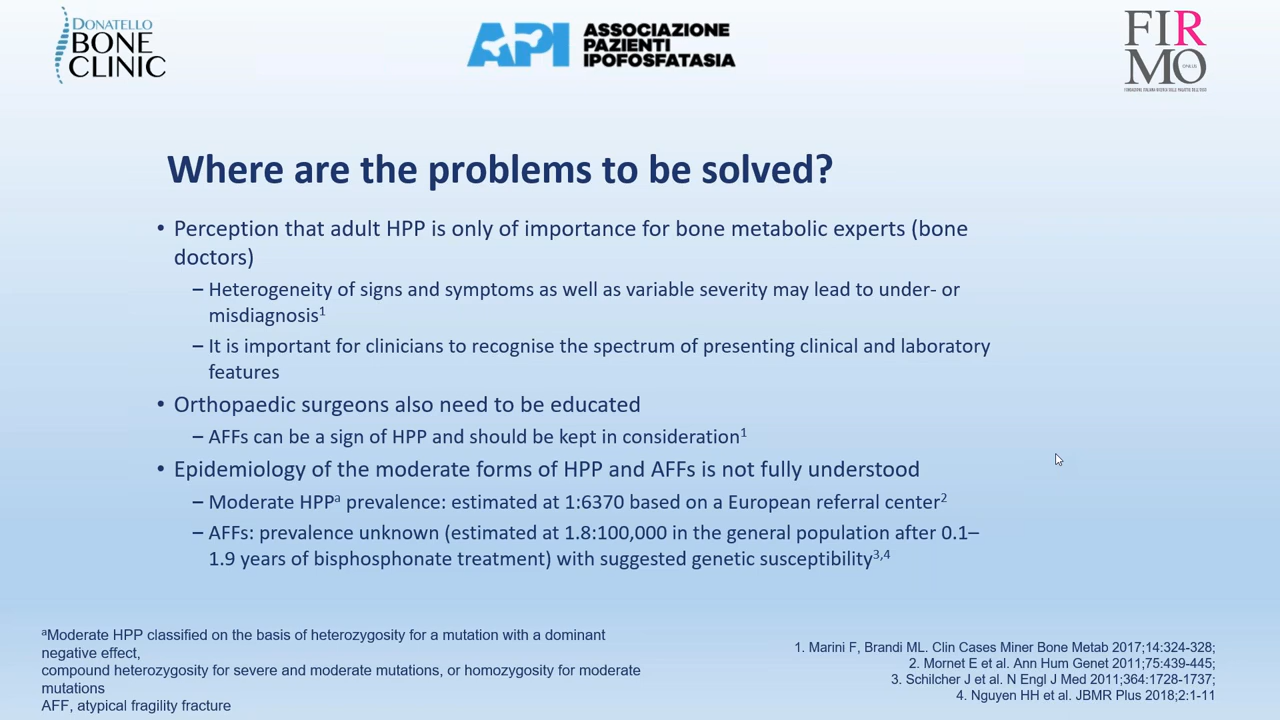 DONATELLO
BONE
CLINIC
API
ASSOCIAZIONE
PAZIENTI
IPOFOSFATASIA
FIR
MO
Where are the problems to be solved?
• Perception that adult HPP is only of importance for bone metabolic experts (bone
doctors)
– Heterogeneity of signs and symptoms as well as variable severity may lead to under- or
misdiagnosis1
– It is important for clinicians to recognise the spectrum of presenting clinical and laboratory
features
• Orthopaedic surgeons also need to be educated
– AFFs can be a sign of HPP and should be kept in consideration1
• Epidemiology of the moderate forms of HPP and AFFs is not fully understood
– Moderate HPPa prevalence: estimated at 1:6370 based on a European referral center2
– AFFs: prevalence unknown (estimated at 1.8:100,000 in the general population after 0.1–
1.9 years of bisphosphonate treatment) with suggested genetic susceptibility3,4
aModerate HPP classified on the basis of heterozygosity for a mutation with a dominant
negative effect,
compound heterozygosity for severe and moderate mutations, or homozygosity for moderate
mutations
AFF, atypical fragility fracture
1. Marini F, Brandi ML. Clin Cases Miner Bone Metab 2017;14:324-328;
2. Mornet E et al. Ann Hum Genet 2011;75:439-445;
3. Schilcher J et al. N Engl J Med 2011;364:1728-1737;
4. Nguyen HH et al. JBMR Plus 2018;2:1-11